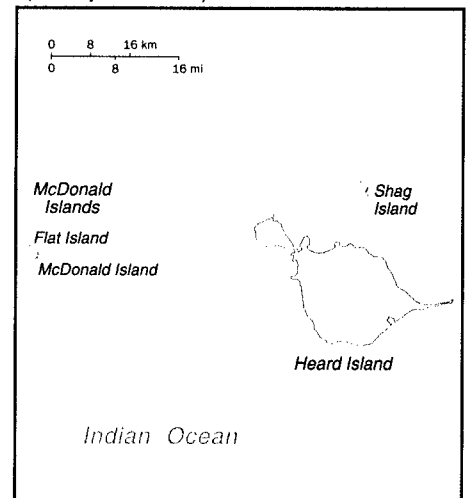 0 8 16 km
0 8 16 mi
McDonald
Islands
Shag
Island
Flat Island
McDonald Island
Heard Island
Indian Ocean